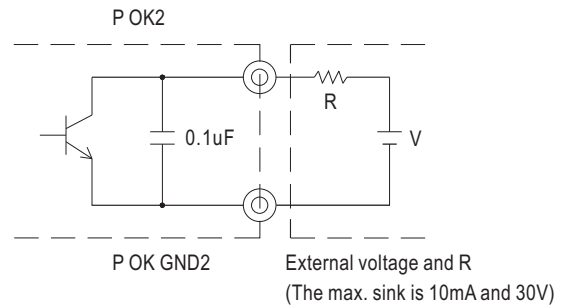 P OK2
R
0.1uF
V
P OK GND2
External voltage and R
(The max. sink is 10mA and 30V)